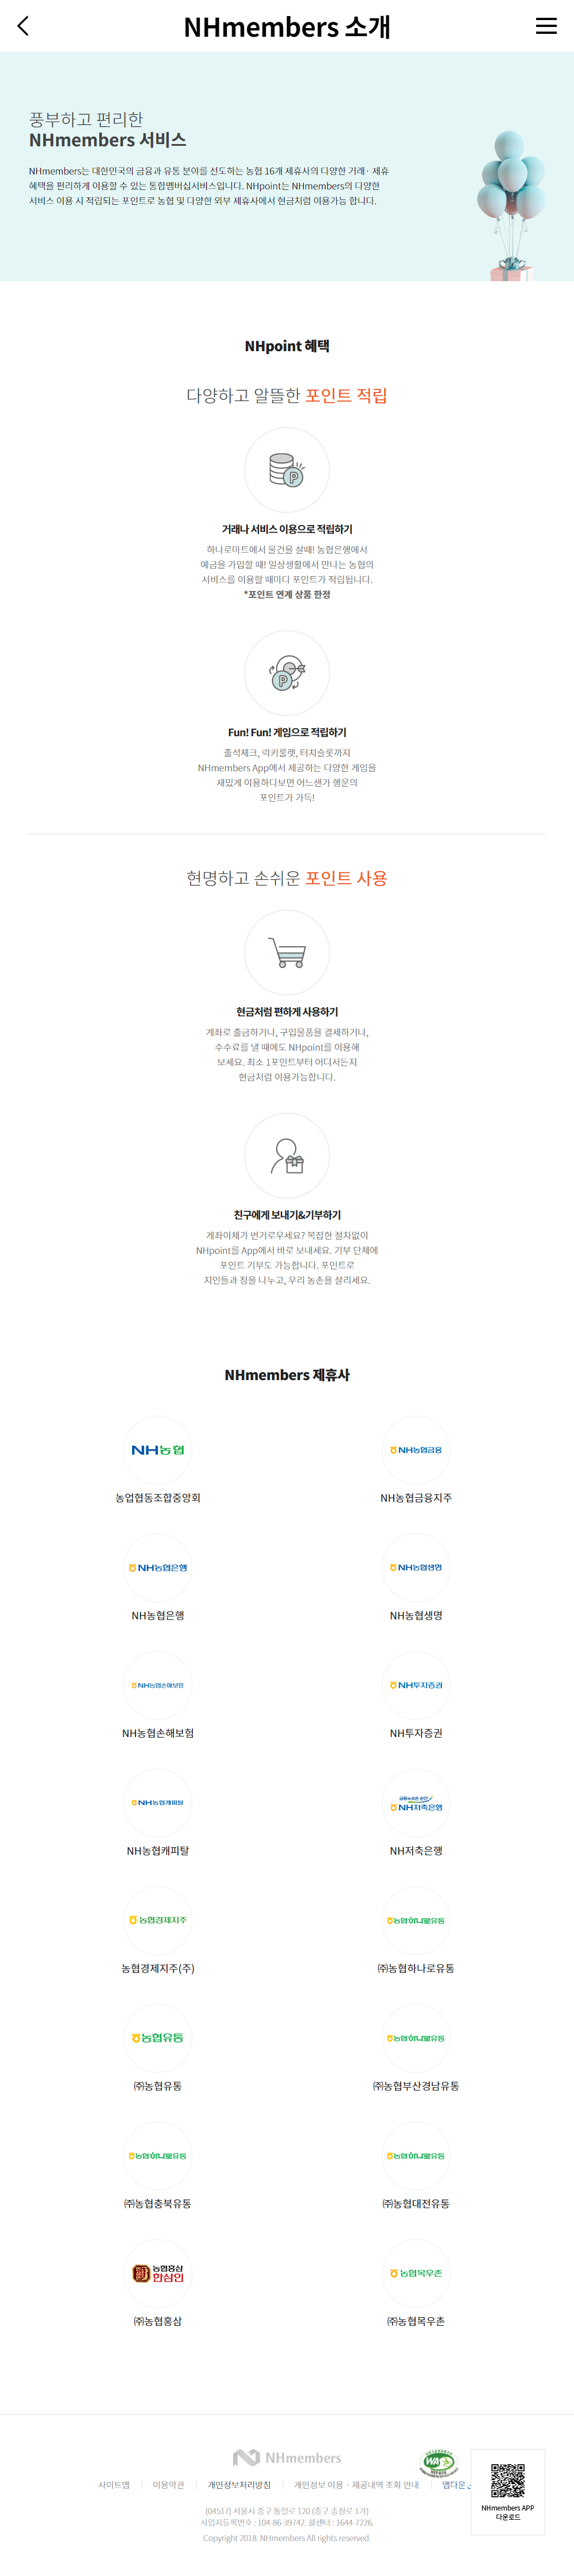 NHmembers 소개
풍부하고 편리한
NHmembers 서비스
NHmembers는 대한민국의 금융과 유통 분야를 선도하는 농협 16개 제휴사의 다양한 거래· 제휴
혜택을 편리하게 이용할 수 있는 통합멤버십서비스입니다. NHpoint는 NHmembers의 다양한
서비스 이용 시 적립되는 포인트로 농협 및 다양한 외부 제휴사에서 현금처럼 이용가능 합니다.
NHpoint 혜택
다양하고 알뜰한 포인트 적립
거래나 서비스 이용으로 적립하기
하나로마트에서 물건을 살때! 농협은행에서
예금을 가입할 때! 일상생활에서 만나는 농협의
서비스를 이용할 때마다 포인트가 적립됩니다.
*포인트 연계 상품 한정
Fun! Fun! 게임으로 적립하기
출석체크, 럭키룰렛, 터치슬롯까지
NHmembers App에서 제공하는 다양한 게임을
재밌게 이용하다보면 어느샌가 행운의
포인트가 가득!
현명하고 손쉬운 포인트 사용
현금처럼 편하게 사용하기
계좌로 출금하거나, 구입물품을 결제하거나,
수수료를 낼 때에도 NHpoint를 이용해
보세요. 최소 1포인트부터 어디서든지
현금처럼 이용가능합니다.
친구에게 보내기&기부하기
계좌이체가 번거로우세요? 복잡한 절차없이
NHpoint를 App에서 바로 보내세요. 기부 단체에
포인트 기부도 가능합니다. 포인트로
지인들과 정을 나누고, 우리 농촌을 살리세요.
NHmembers 제휴사
NH농협
NH농협금융
농업협동조합중앙회
NH농협금융지주
NH농협은행
NH농협생명
NH농협은행
NH농협생명
NH농협손해보험
NH투자증권
NH농협손해보험
NH투자증권
NH농협캐피탈
NH저축은행
NH농협캐피탈
NH저축은행
농협경제지주
농협하나로유통
농협경제지주(주)
㈜농협하나로유통
농협유통
농협하나로유통
㈜농협유통
㈜농협부산경남유통
농협하나로유통
농협하나로유통
㈜농협충북유통
㈜농협대전유통
농협홍삼
한삼인
농협목우촌
㈜농협홍삼
㈜농협목우촌
NHmembers
WA
사이트맵
이용약관
개인정보처리방침
개인정보 이용 · 제공내역 조회 안내
앱다운
NHmembers APP
다운로드
(04517) 서울시 중구 통일로 120 (중구 충정로 1가)
사업자등록번호 : 104-86-39742. 콜센터 : 1644-7226.
Copyright 2018. NHmembers All rights reserved.